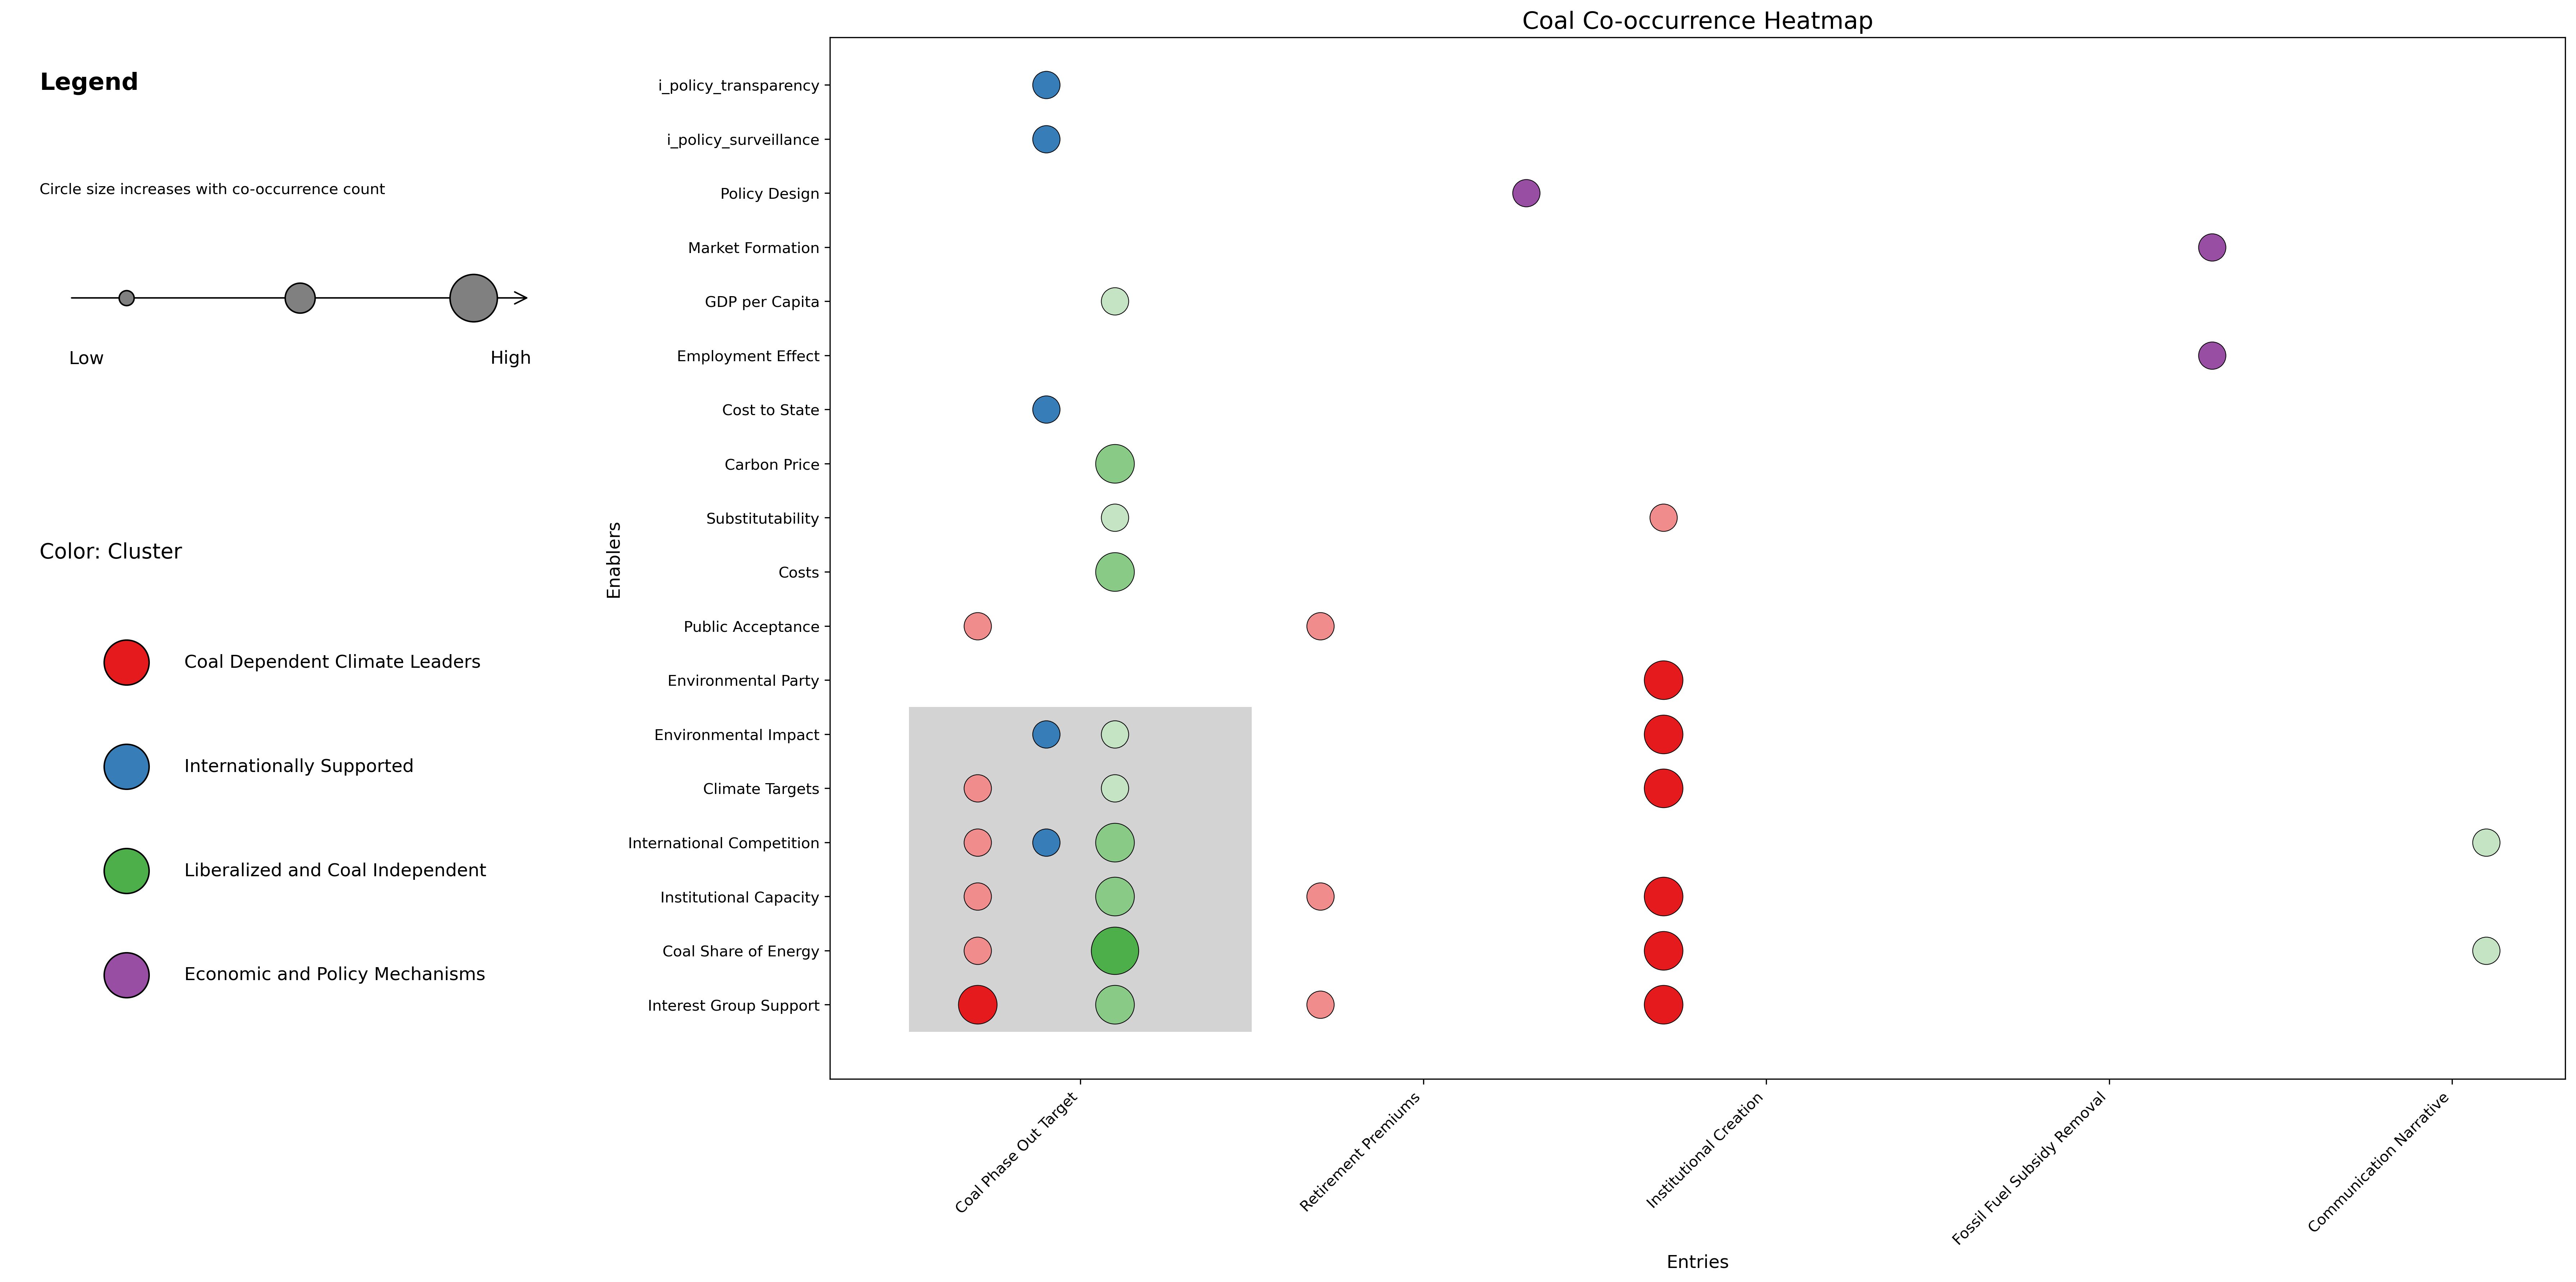 Coal Co-occurrence Heatmap
Legend
Circle size increases with co-occurrence count
Low
High
Color: Cluster
Coal Dependent Climate Leaders
Internationally Supported
Liberalized and Coal Independent
Economic and Policy Mechanisms
Enablers
i_policy_transparency
i_policy_surveillance
Policy Design
Market Formation
GDP per Capita
Employment Effect
Cost to State
Carbon Price
Substitutability
Costs
Public Acceptance
Environmental Party
Environmental Impact
Climate Targets
International Competition
Institutional Capacity
Coal Share of Energy
Interest Group Support
Coal Phase Out Target
Retirement Premiums
Institutional Creation
Fossil Fuel Subsidy Removal
Communication Narrative
Entries